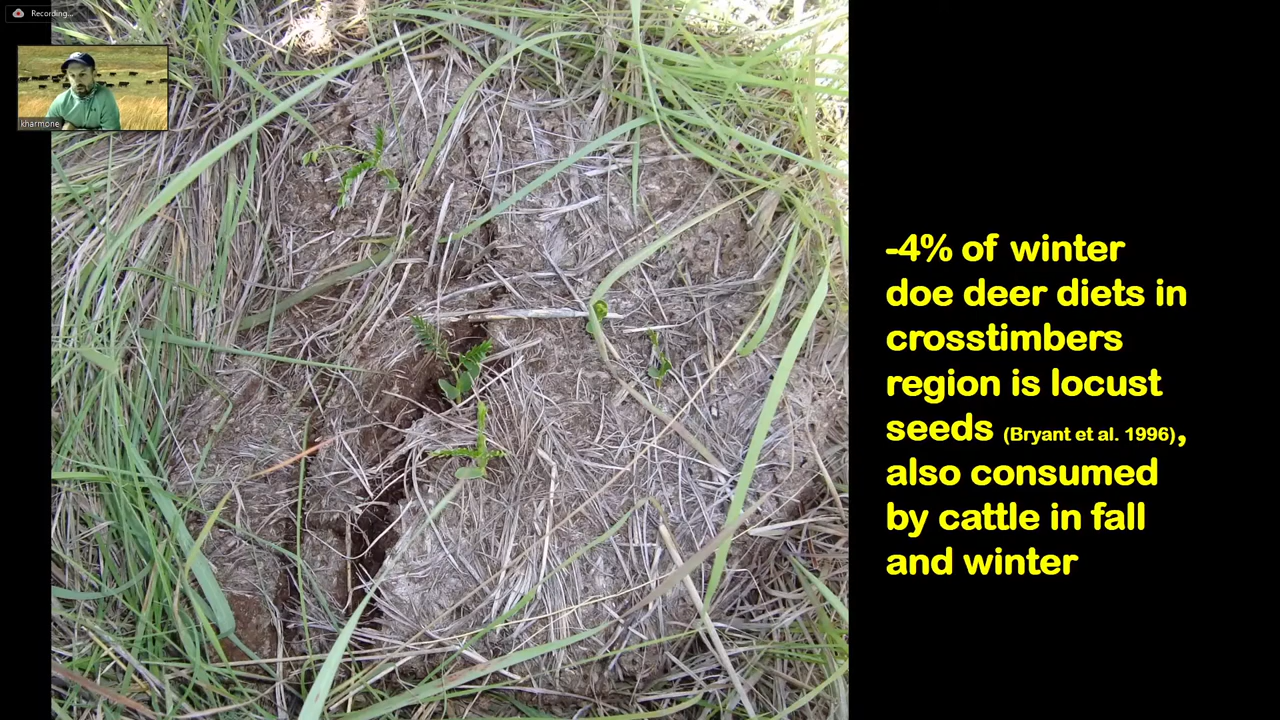 Recording...
kharmone
-4% of winter
doe deer diets in
crosstimbers
region is locust
seeds (Bryant et al. 1996),
also consumed
by cattle in fall
and winter